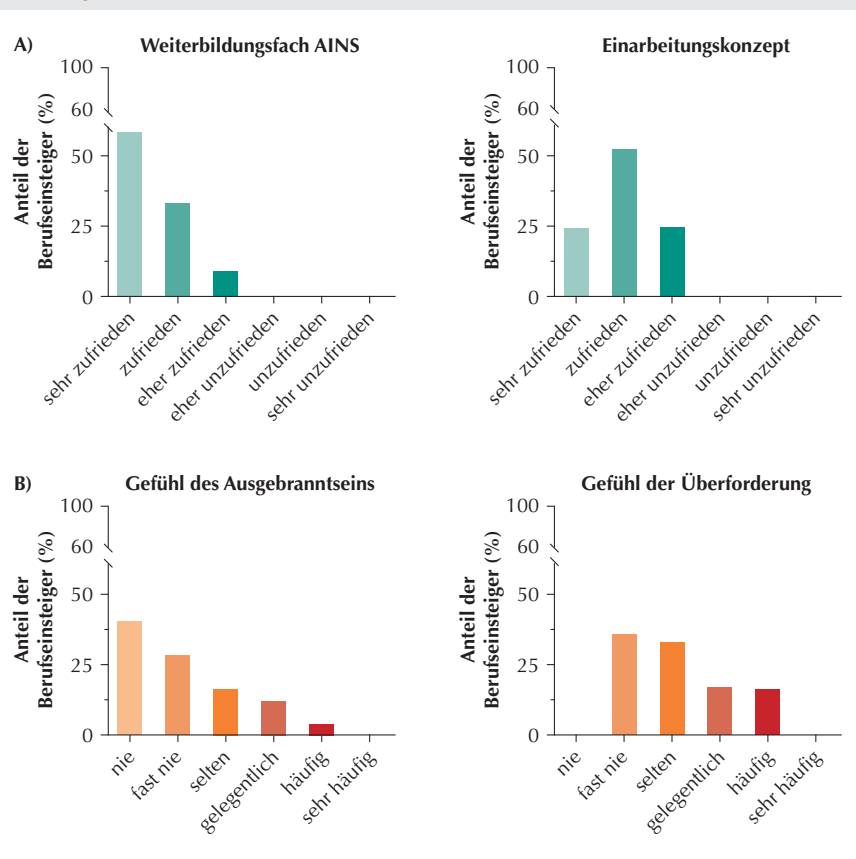 A)
Weiterbildungsfach AINS
Anteil der
Berufseinsteiger (%)
100
60
50
25
0
sehr zufrieden
zufrieden
eher zufrieden
eher unzufrieden
unzufrieden
sehr unzufrieden
Einarbeitungskonzept
Anteil der
Berufseinsteiger (%)
100
60
50
25
0
sehr zufrieden
zufrieden
eher zufrieden
eher unzufrieden
unzufrieden
sehr unzufrieden
B)
Gefühl des Ausgebranntseins
Anteil der
Berufseinsteiger (%)
100
60
50
25
0
nie
fast nie
selten
gelegentlich
häufig
sehr häufig
Gefühl der Überforderung
Anteil der
Berufseinsteiger (%)
100
60
50
25
0
nie
fast nie
selten
gelegentlich
häufig
sehr häufig